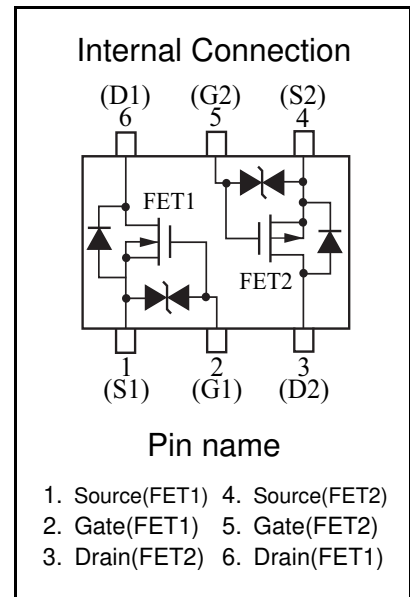 Internal Connection
(D1) (G2) (S2)
6 5 4
FET1
FET2
1 2 3
(S1) (G1) (D2)
Pin name
1. Source(FET1) 4. Source(FET2)
2. Gate(FET1) 5. Gate(FET2)
3. Drain(FET2) 6. Drain(FET1)